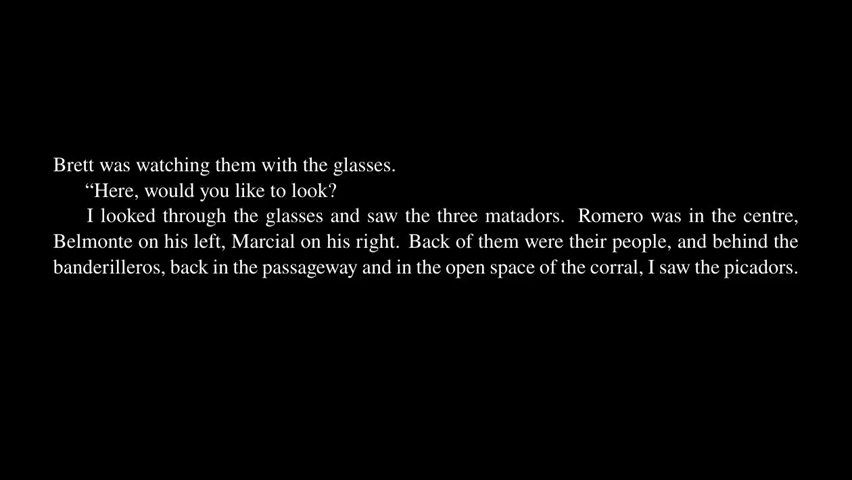 Brett was watching them with the glasses.
“Here, would you like to look?
I looked through the glasses and saw the three matadors. Romero was in the centre,
Belmonte on his left, Marcial on his right. Back of them were their people, and behind the
banderilleros, back in the passageway and in the open space of the corral, I saw the picadors.